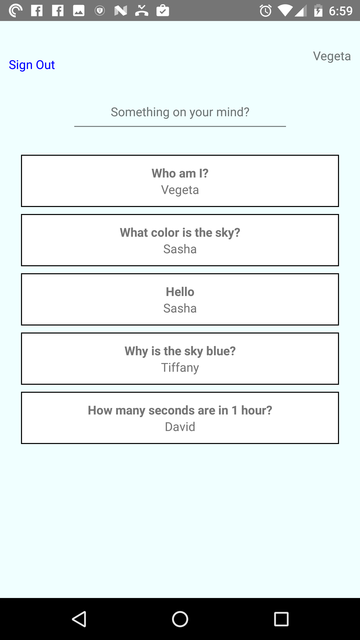 6:59
Vegeta
Sign Out
Something on your mind?
Who am I?
Vegeta
What color is the sky?
Sasha
Hello
Sasha
Why is the sky blue?
Tiffany
How many seconds are in 1 hour?
David